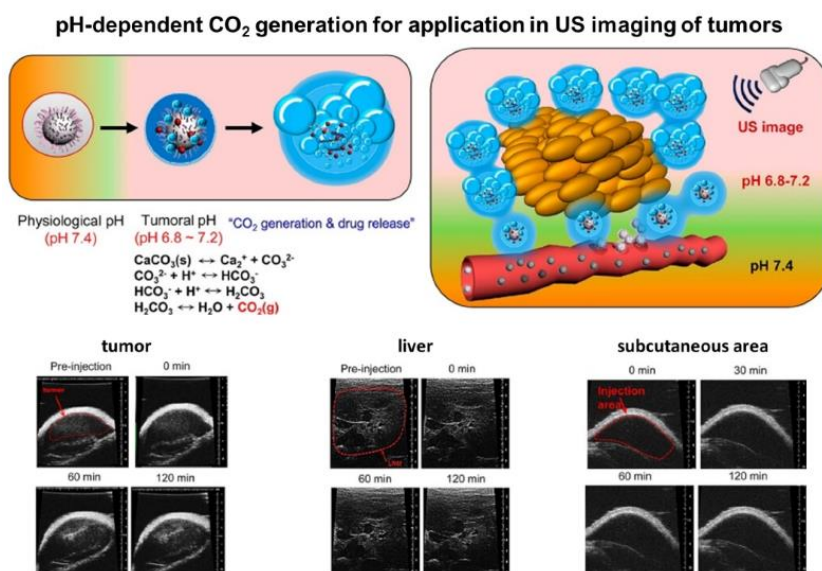 pH-dependent CO₂ generation for application in US imaging of tumors
Physiological pH
(pH 7.4)
Tumoral pH
(pH 6.8 ~ 7.2)
"CO₂ generation & drug release"
CaCO₃(s) ↔ Ca₂⁺ + CO₃²⁻
CO₃²⁻ + H⁺ ↔ HCO₃⁻
HCO₃⁻ + H⁺ ↔ H₂CO₃
H₂CO₃ ↔ H₂O + CO₂(g)
US image
pH 6.8-7.2
pH 7.4
tumor
Pre-injection
0 min
tumor
60 min
120 min
liver
Pre-injection
0 min
Liver
60 min
120 min
subcutaneous area
0 min
30 min
Injection
area
60 min
120 min